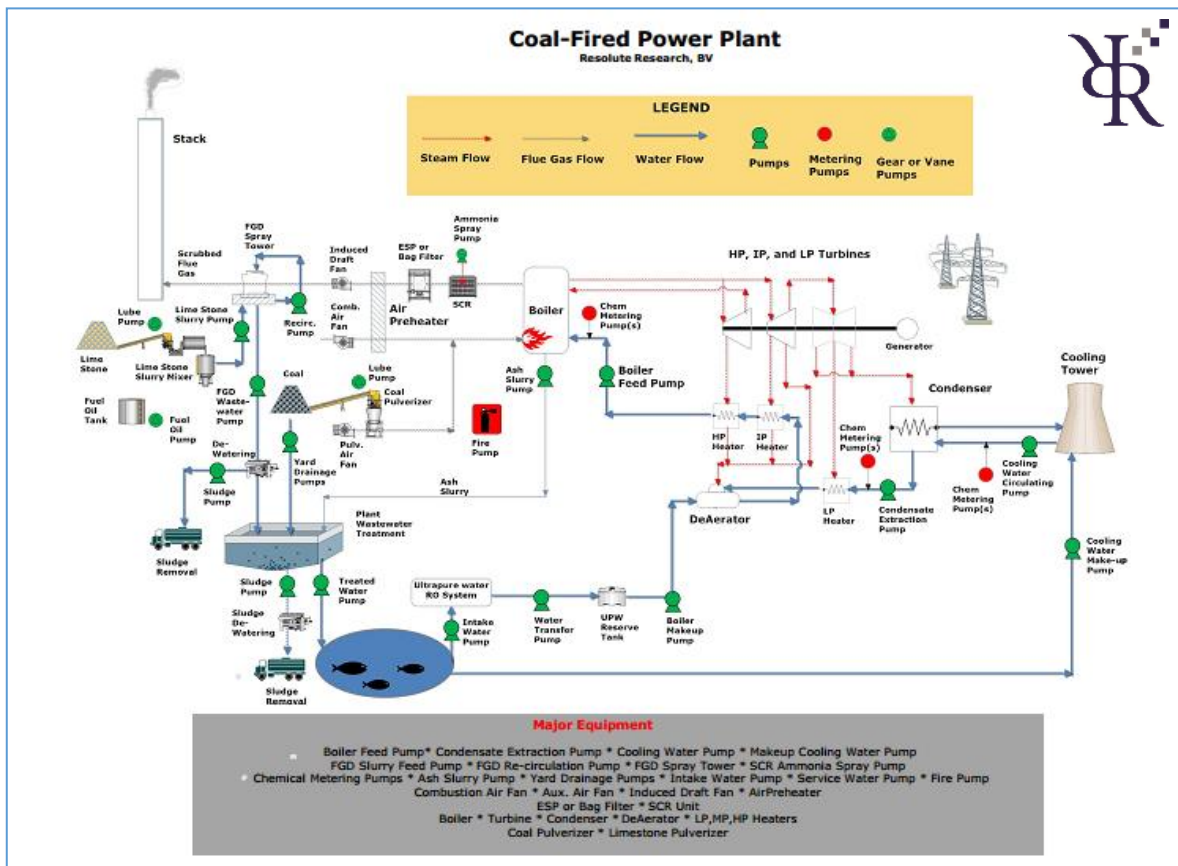 Coal-Fired Power Plant
Resolute Research, BV
RR
LEGEND
Steam Flow
Flue Gas Flow
Water Flow
Pumps
Metering
Pumps
Gear or Vane
Pumps
Stack
FGD
Spray
Tower
Scrubbed
Flue
Gas
Induced
Draft
Fan
ESP or
Bag Filter
Ammonia
Spray
Pump
SCR
Comb.
Air
Fan
Air
Preheater
Recirc.
Pump
Lube
Pump
Lime Stone
Slurry Pump
Lime
Stone
Lime Stone
Slurry Mixer
Boiler
Chem
Metering
Pump(s)
HP, IP, and LP Turbines
Generator
Boiler
Feed Pump
Ash
Slurry
Pump
Coal
Lube
Pump
Coal
Pulverizer
FGD
Waste-
water
Pump
Fuel
Oil
Tank
Fuel
Oil
Pump
Pulv.
Air
Fan
Fire
Pump
Condenser
Cooling
Tower
HP
Heater
IP
Heater
Chem
Metering
Pump(s)
Cooling
Water
Circulating
Pump
Chem
Metering
Pump(s)
De-
Watering
Sludge
Pump
Yard
Drainage
Pumps
Ash
Slurry
DeAerator
LP
Heater
Condensate
Extraction
Pump
Plant
Wastewater
Treatment
Sludge
Removal
Cooling
Water
Make-up
Pump
Sludge
Pump
Treated
Water
Pump
Ultrapure water
RO System
Intake
Water
Pump
Water
Transfer
Pump
UPW
Reserve
Tank
Boiler
Makeup
Pump
Sludge
De-
Watering
Sludge
Removal
Major Equipment
Boiler Feed Pump* Condensate Extraction Pump * Cooling Water Pump * Makeup Cooling Water Pump
FGD Slurry Feed Pump * FGD Re-circulation Pump * FGD Spray Tower * SCR Ammonia Spray Pump
Chemical Metering Pumps * Ash Slurry Pump * Yard Drainage Pumps * Intake Water Pump * Service Water Pump * Fire Pump
Combustion Air Fan * Aux. Air Fan * Induced Draft Fan * AirPreheater
ESP or Bag Filter * SCR Unit
Boiler * Turbine * Condenser * DeAerator * LP,MP,HP Heaters
Coal Pulverizer * Limestone Pulverizer